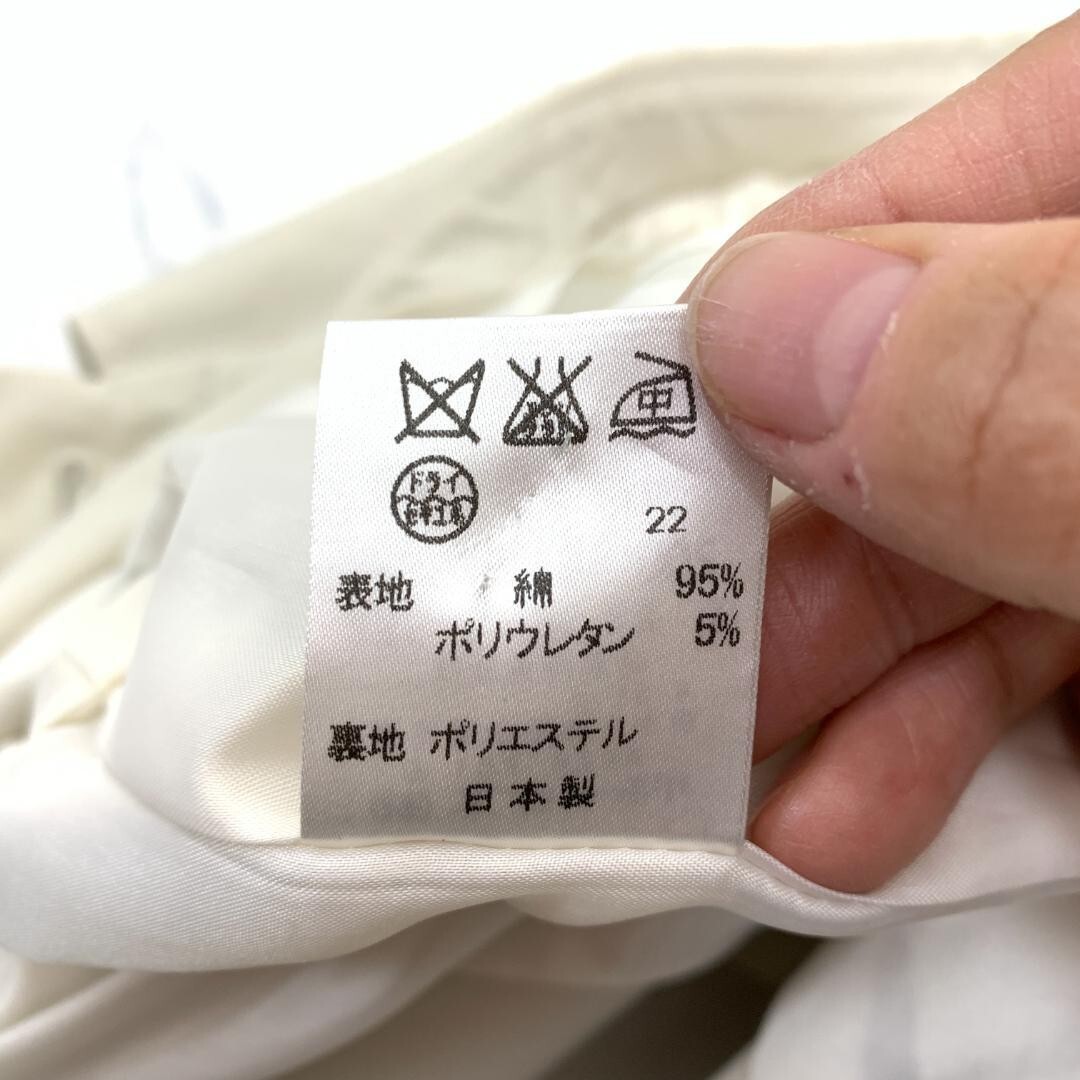 中
ドライ
22
表地 綿 95%
ポリウレタン 5%
裏地 ポリエステル
日本製